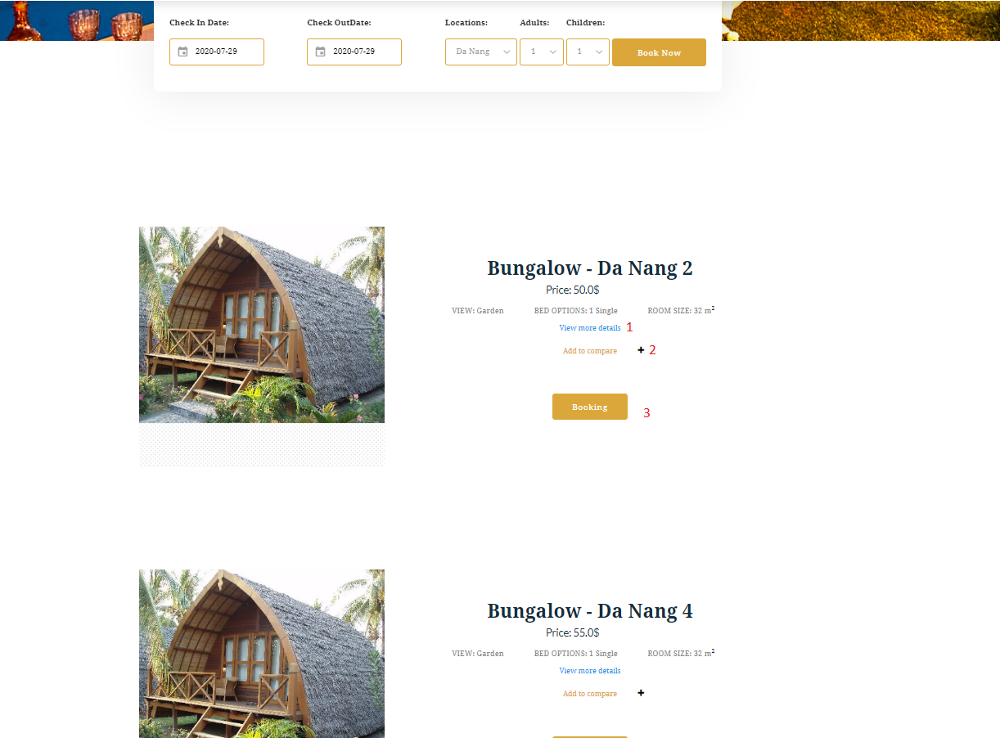 Check In Date:
Check OutDate:
Locations:
Adults:
Children:
2020-07-29
2020-07-29
Da Nang
1
1
Book Now
Bungalow - Da Nang 2
Price: 50.0$
VIEW: Garden
BED OPTIONS: 1 Single
ROOM SIZE: 32 m²
View more details 1
Add to compare + 2
Booking 3
Bungalow - Da Nang 4
Price: 55.0$
VIEW: Garden
BED OPTIONS: 1 Single
ROOM SIZE: 32 m²
View more details
Add to compare +